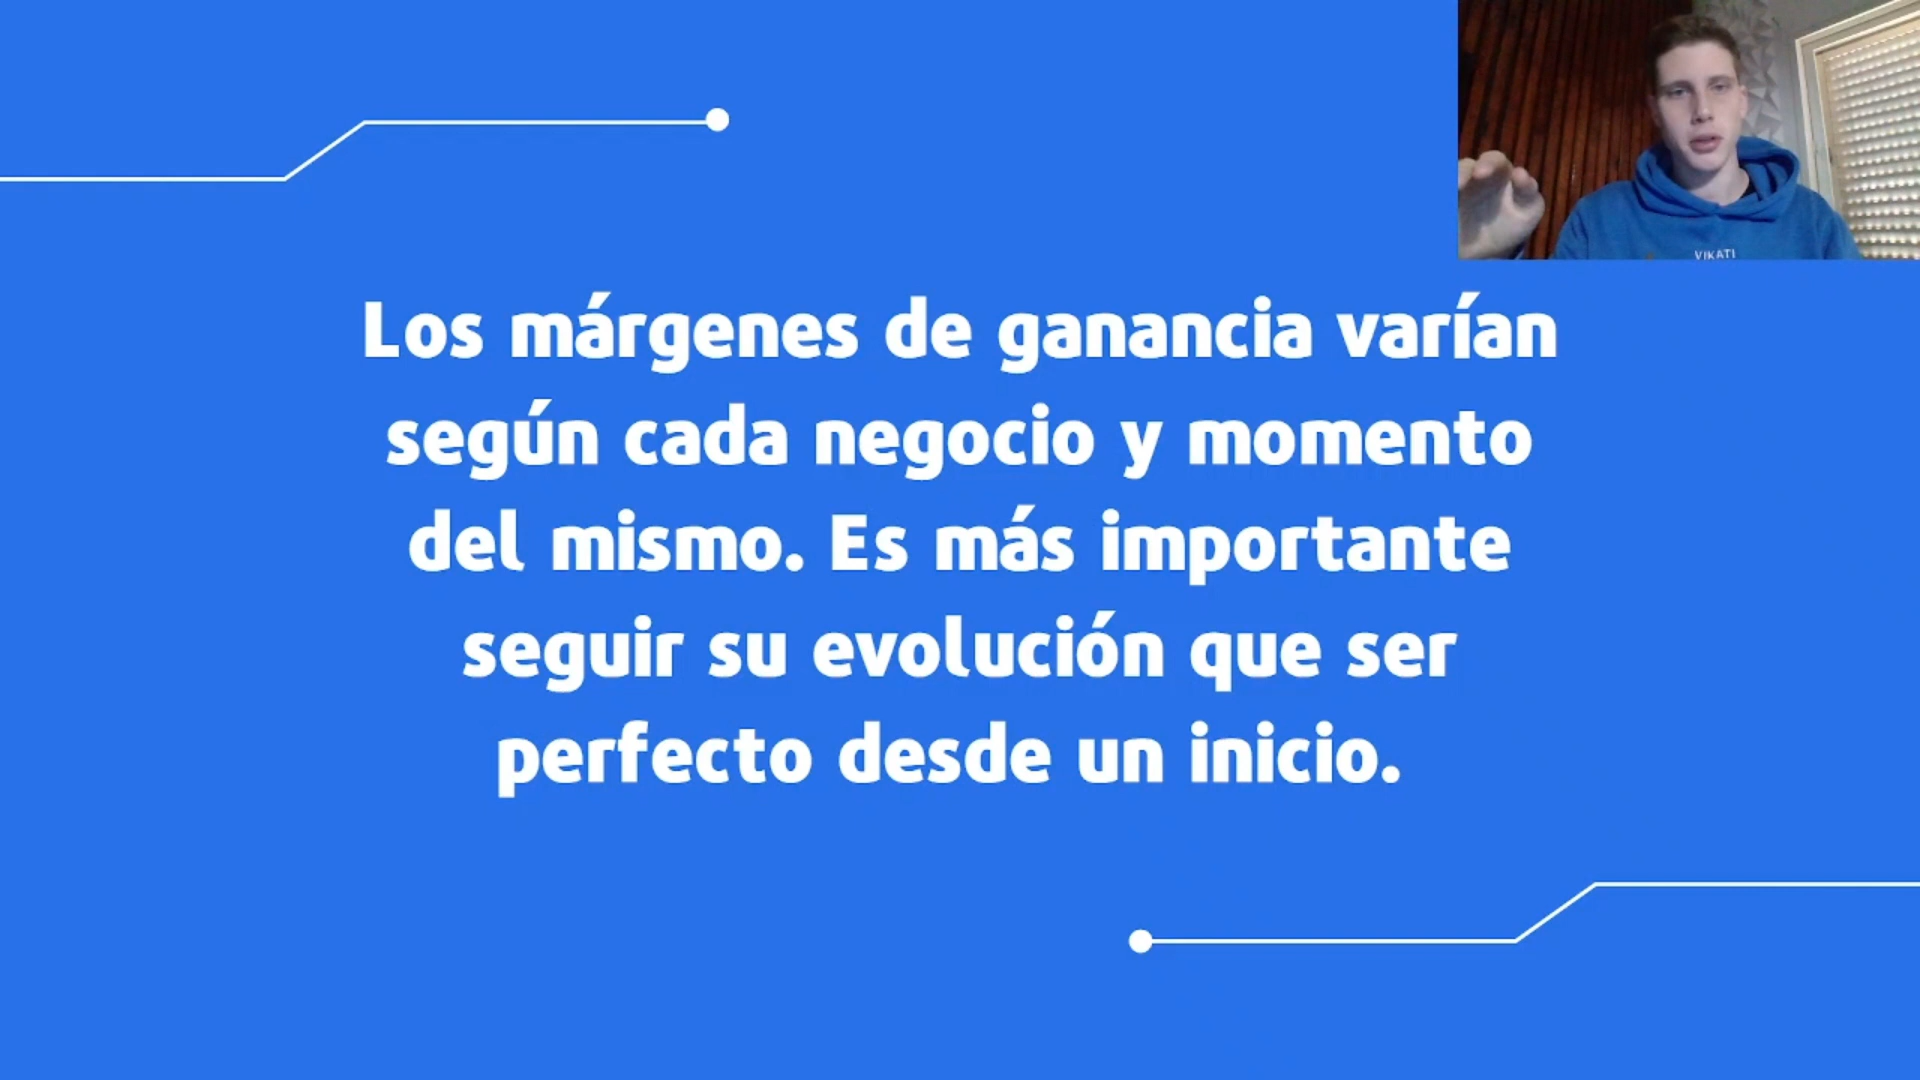 VIKATI
Los márgenes de ganancia varían
según cada negocio y momento
del mismo. Es más importante
seguir su evolución que ser
perfecto desde un inicio.